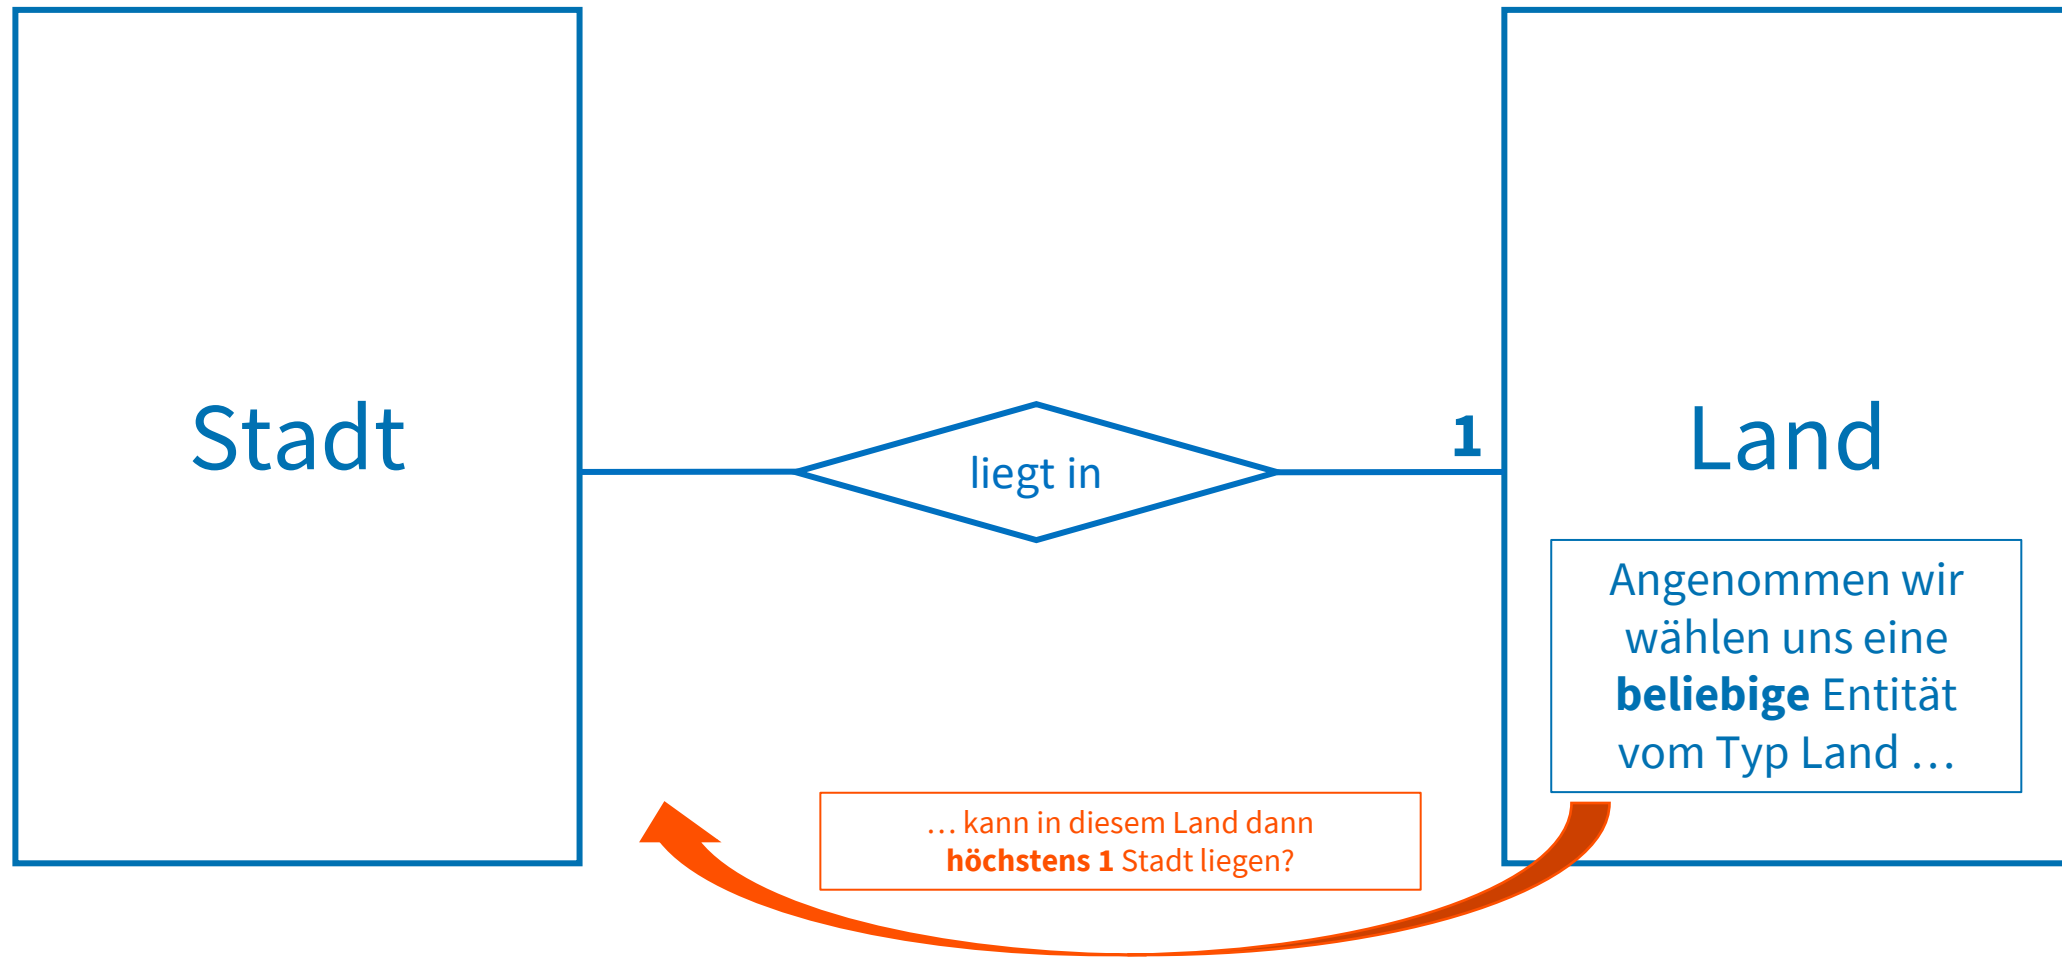 Stadt
liegt in
1
Land
Angenommen wir
wählen uns eine
beliebige Entität
vom Typ Land …
… kann in diesem Land dann
höchstens 1 Stadt liegen?